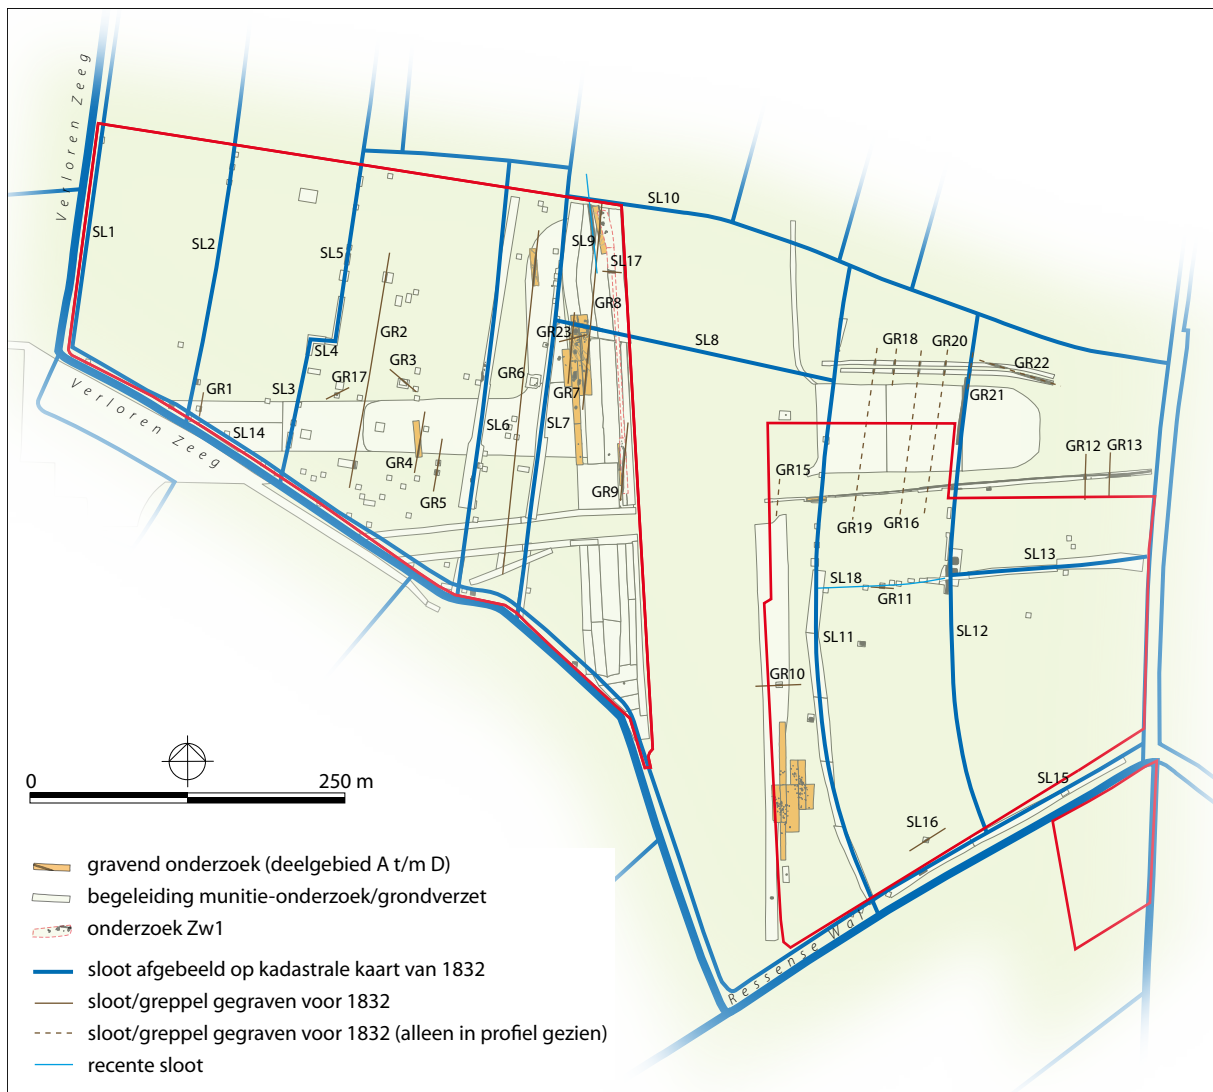 Verloren Zeeg
SL10
SL1
SL2
SL5
SL9
SL17
GR8
GR2
GR23
SL4
GR3
GR17
GR1
SL3
SL14
GR6
GR7
SL6
SL7
SL8
GR18
GR20
GR22
GR21
Verloren Zeeg
GR4
GR5
GR9
GR15
GR12
GR13
GR19
GR16
SL13
SL18
GR11
SL11
SL12
GR10
SL15
SL16
Ressense Wa
0
250 m
gravend onderzoek (deelgebied A t/m D)
begeleiding munitie-onderzoek/grondverzet
onderzoek Zw1
sloot afgebeeld op kadastrale kaart van 1832
sloot/greppel gegraven voor 1832
sloot/greppel gegraven voor 1832 (alleen in profiel gezien)
recente sloot